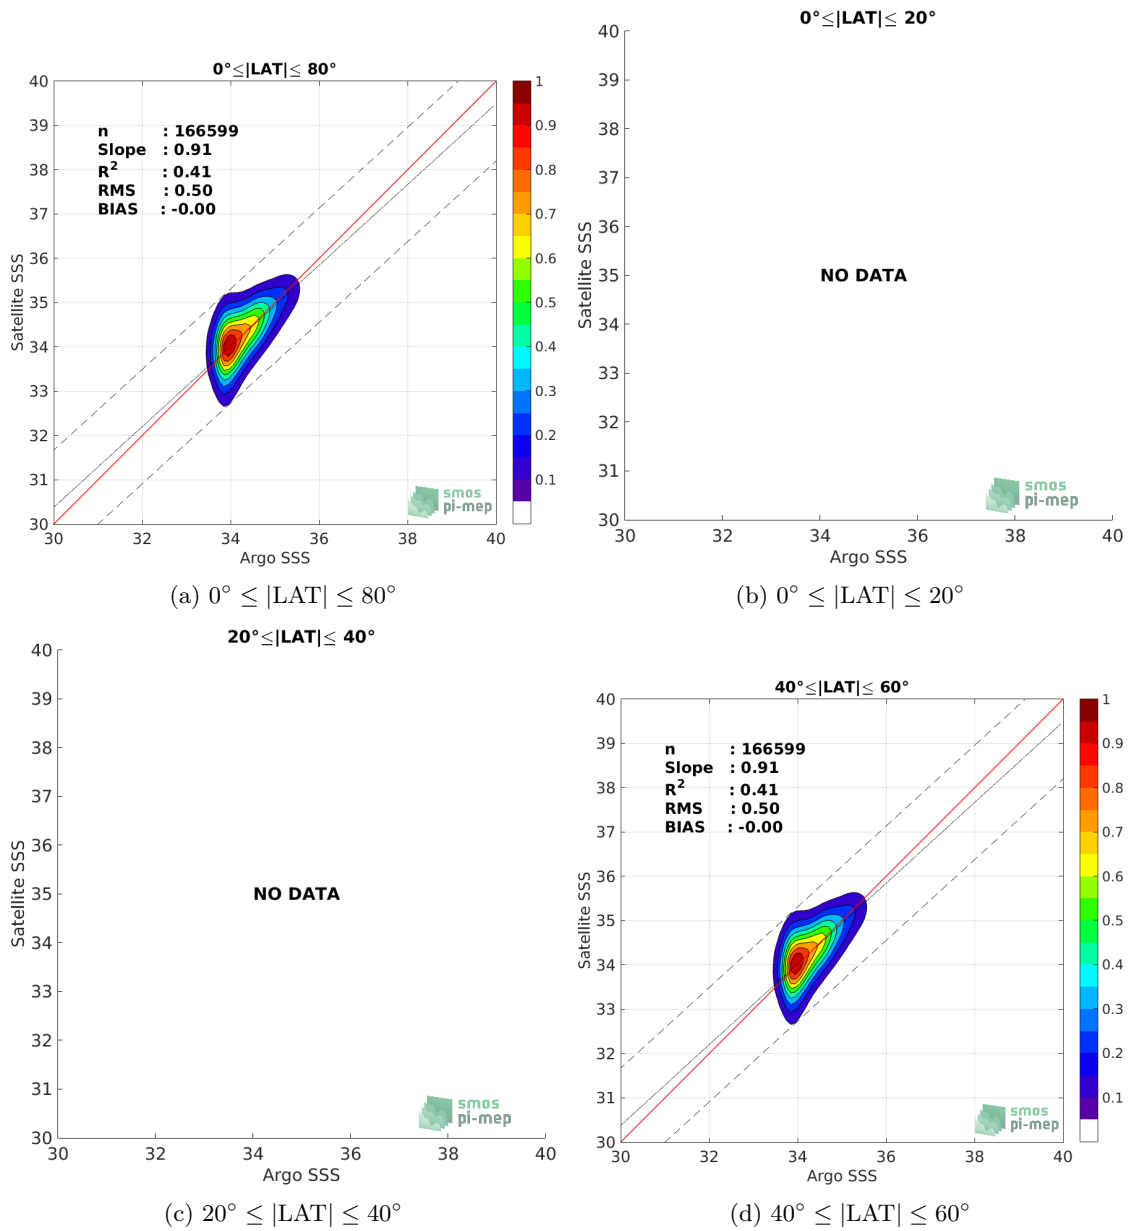 0°≤|LAT|≤ 80°
n : 166599
Slope : 0.91
R² : 0.41
RMS : 0.50
BIAS : -0.00
40
39
38
37
36
35
34
33
32
31
30
Satellite SSS
30 32 34 36 38 40
Argo SSS
1
0.9
0.8
0.7
0.6
0.5
0.4
0.3
0.2
0.1
smos
pi-mep
(a) 0° ≤ |LAT| ≤ 80°
0°≤|LAT|≤ 20°
40
39
38
37
36
35
34
33
32
31
30
Satellite SSS
NO DATA
30 32 34 36 38 40
Argo SSS
smos
pi-mep
(b) 0° ≤ |LAT| ≤ 20°
20°≤|LAT|≤ 40°
40
39
38
37
36
35
34
33
32
31
30
Satellite SSS
NO DATA
30 32 34 36 38 40
Argo SSS
smos
pi-mep
(c) 20° ≤ |LAT| ≤ 40°
40°≤|LAT|≤ 60°
n : 166599
Slope : 0.91
R² : 0.41
RMS : 0.50
BIAS : -0.00
40
39
38
37
36
35
34
33
32
31
30
Satellite SSS
30 32 34 36 38 40
Argo SSS
1
0.9
0.8
0.7
0.6
0.5
0.4
0.3
0.2
0.1
smos
pi-mep
(d) 40° ≤ |LAT| ≤ 60°